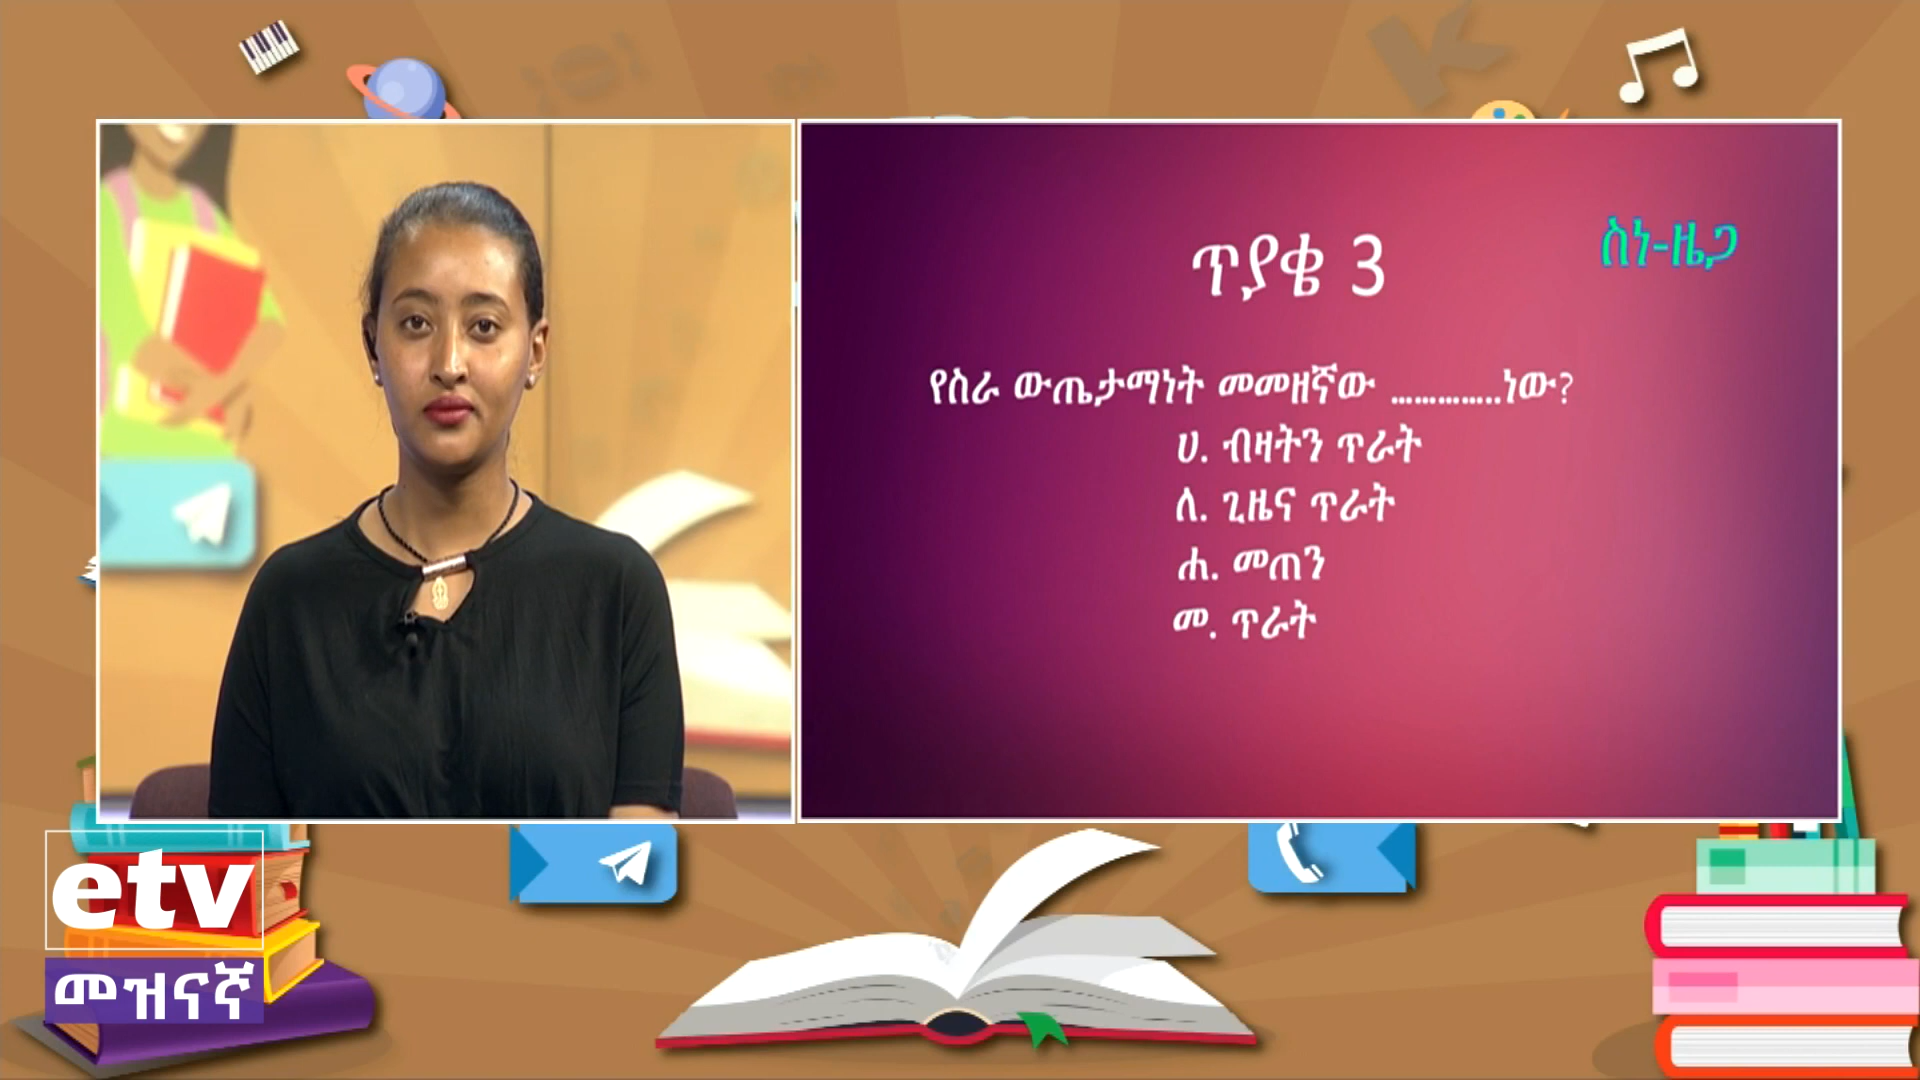 ስነ-ዜጋ
ጥያቄ 3
የስራ ውጤታማነት መመዘኛው ............ነው?
ሀ. ብዛትን ጥራት
ለ. ጊዜና ጥራት
ሐ. መጠን
መ. ጥራት
etv
መዝናኛ